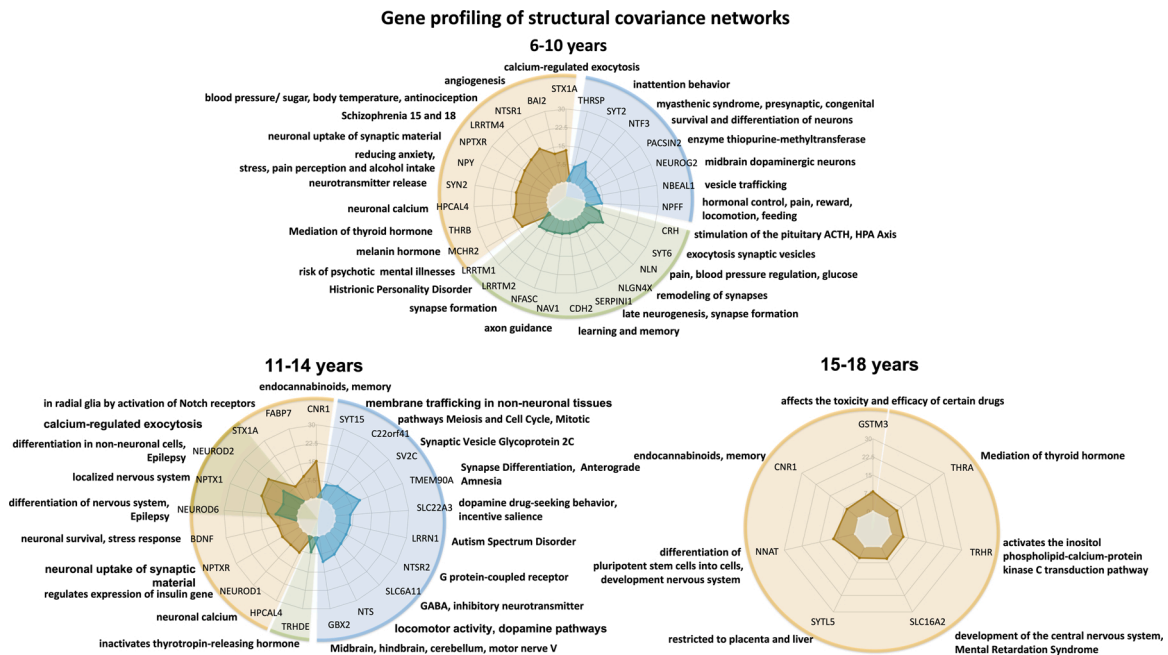 Gene profiling of structural covariance networks
6-10 years
calcium-regulated exocytosis
angiogenesis
blood pressure/ sugar, body temperature, antinociception
Schizophrenia 15 and 18
neuronal uptake of synaptic material
reducing anxiety,
stress, pain perception and alcohol intake
neurotransmitter release
neuronal calcium
Mediation of thyroid hormone
melanin hormone
risk of psychotic mental illnesses
Histrionic Personality Disorder
synapse formation
axon guidance
inattention behavior
myasthenic syndrome, presynaptic, congenital
survival and differentiation of neurons
enzyme thiopurine-methyltransferase
midbrain dopaminergic neurons
vesicle trafficking
hormonal control, pain, reward,
locomotion, feeding
stimulation of the pituitary ACTH, HPA Axis
exocytosis synaptic vesicles
pain, blood pressure regulation, glucose
remodeling of synapses
late neurogenesis, synapse formation
learning and memory
STX1A
THRSP
SYT2
NTF3
PACSIN2
NEUROG2
NBEAL1
NPFF
CRH
SYT6
NLN
NLGN4X
SERPINI1
CDH2
NAV1
NFASC
LRRTM2
LRRTM1
MCHR2
THRB
HPCAL4
SYN2
NPY
NPTXR
LRRTM4
NTSR1
BAI2
30
22.5
15
11-14 years
endocannabinoids, memory
in radial glia by activation of Notch receptors
calcium-regulated exocytosis
differentiation in non-neuronal cells,
Epilepsy
localized nervous system
differentiation of nervous system,
Epilepsy
neuronal survival, stress response
neuronal uptake of synaptic
material
regulates expression of insulin gene
neuronal calcium
inactivates thyrotropin-releasing hormone
membrane trafficking in non-neuronal tissues
pathways Meiosis and Cell Cycle, Mitotic
Synaptic Vesicle Glycoprotein 2C
Synapse Differentiation, Anterograde
Amnesia
dopamine drug-seeking behavior,
incentive salience
Autism Spectrum Disorder
G protein-coupled receptor
GABA, inhibitory neurotransmitter
locomotor activity, dopamine pathways
Midbrain, hindbrain, cerebellum, motor nerve V
CNR1
SYT15
C22orf41
SV2C
TMEM90A
SLC22A3
LRRN1
NTSR2
SLC6A11
NTS
GBX2
TRHDE
HPCAL4
NEUROD1
NPTXR
BDNF
NEUROD6
NPTX1
NEUROD2
STX1A
FABP7
30
22.5
15
15-18 years
affects the toxicity and efficacy of certain drugs
endocannabinoids, memory
Mediation of thyroid hormone
differentiation of
pluripotent stem cells into cells,
development nervous system
activates the inositol
phospholipid-calcium-protein
kinase C transduction pathway
restricted to placenta and liver
development of the central nervous system,
Mental Retardation Syndrome
GSTM3
THRA
TRHR
SLC16A2
SYTL5
NNAT
CNR1
30
22.5
15